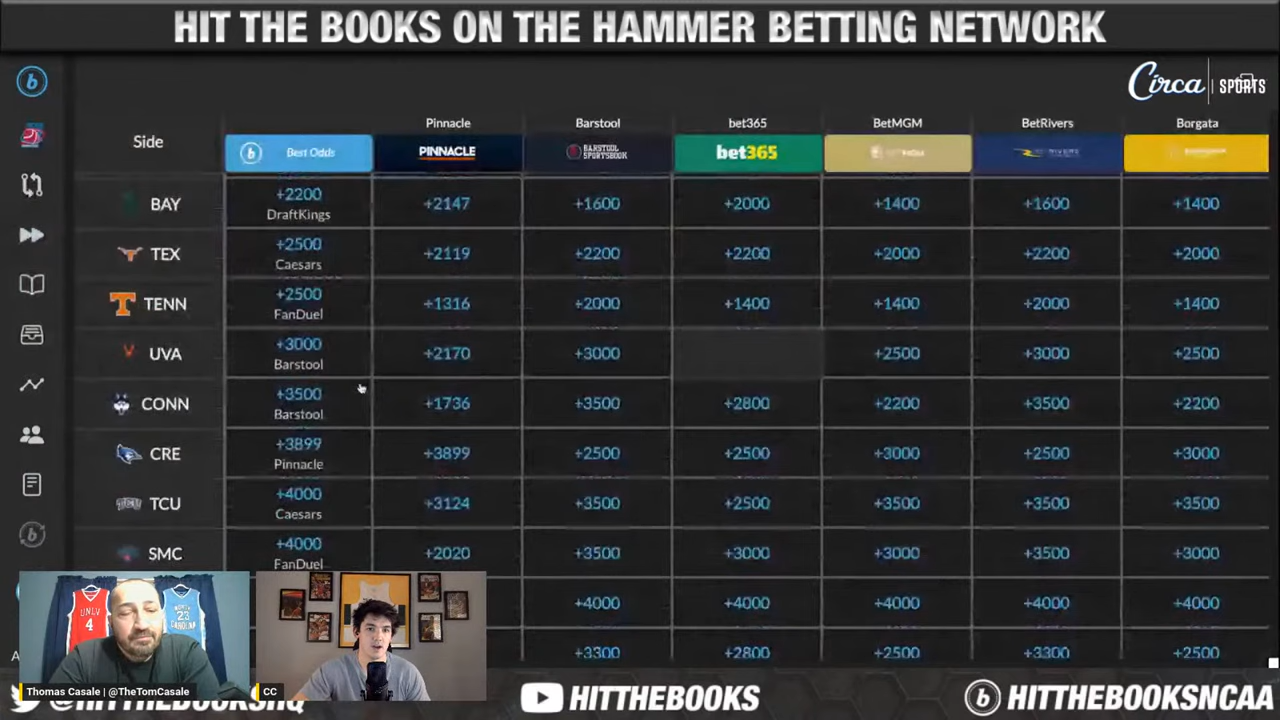 HIT THE BOOKS ON THE HAMMER BETTING NETWORK
Circa | SPORTS
Side
Pinnacle Barstool bet365 BetMGM BetRivers Borgata
b Best Odds PINNACLE BARSTOOL SPORTSBOOK bet365
BAY +2200 DraftKings +2147 +1600 +2000 +1400 +1600 +1400
TEX +2500 Caesars +2119 +2200 +2200 +2000 +2200 +2000
TENN +2500 FanDuel +1316 +2000 +1400 +1400 +2000 +1400
UVA +3000 Barstool +2170 +3000 +2500 +3000 +2500
CONN +3500 Barstool +1736 +3500 +2800 +2200 +3500 +2200
CRE +3899 Pinnacle +3899 +2500 +2500 +3000 +2500 +3000
TCU +4000 Caesars +3124 +3500 +2500 +3500 +3500 +3500
SMC +4000 FanDuel +2020 +3500 +3000 +3000 +3500 +3000
+4000 +4000 +4000 +4000 +4000
+3300 +2800 +2500 +3300 +2500
UNLV
4
NORTH CAROLINA
23
Thomas Casale | @TheTomCasale
CC
HITTHEBOOKS
HITTHEBOOKSNCAA